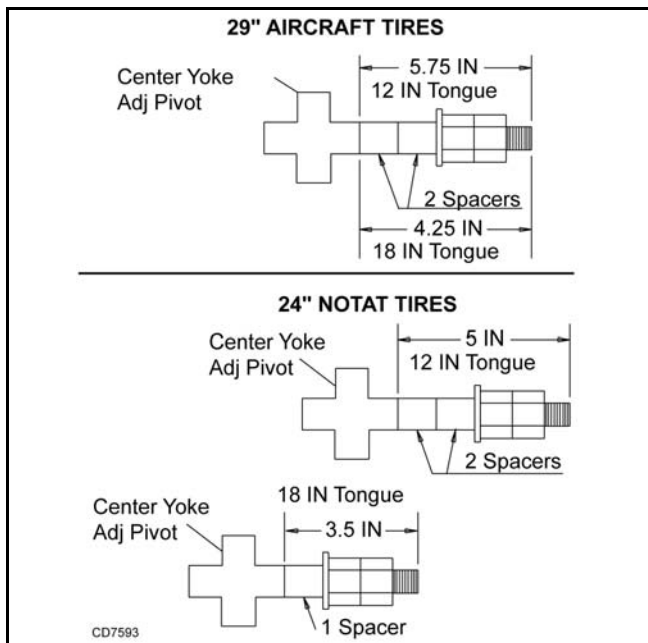 29" AIRCRAFT TIRES
Center Yoke
Adj Pivot
5.75 IN
12 IN Tongue
2 Spacers
4.25 IN
18 IN Tongue
24" NOTAT TIRES
Center Yoke
Adj Pivot
5 IN
12 IN Tongue
2 Spacers
18 IN Tongue
3.5 IN
Center Yoke
Adj Pivot
1 Spacer
CD7593